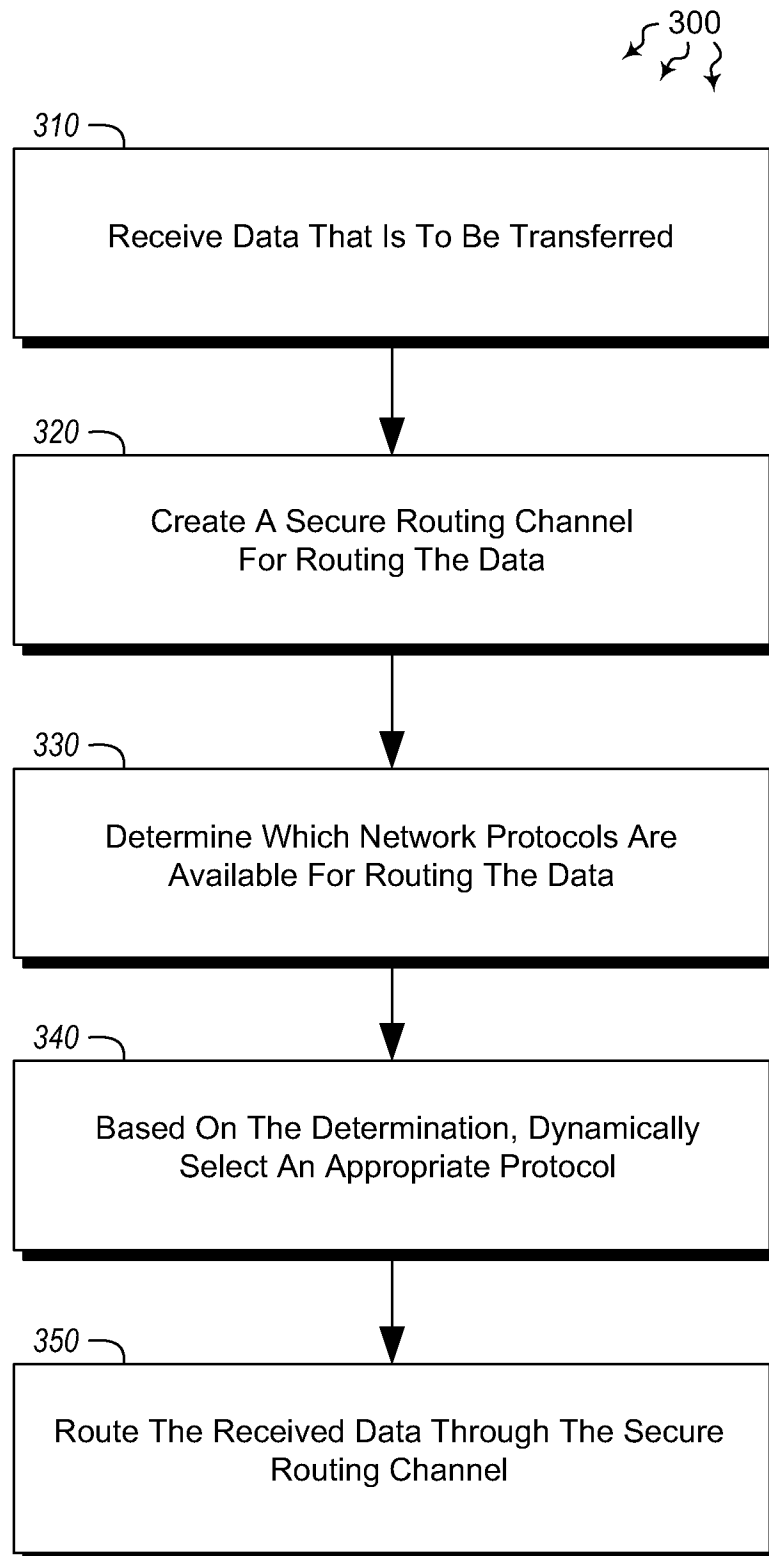 300
310
Receive Data That Is To Be Transferred
320
Create A Secure Routing Channel
For Routing The Data
330
Determine Which Network Protocols Are
Available For Routing The Data
340
Based On The Determination, Dynamically
Select An Appropriate Protocol
350
Route The Received Data Through The Secure
Routing Channel